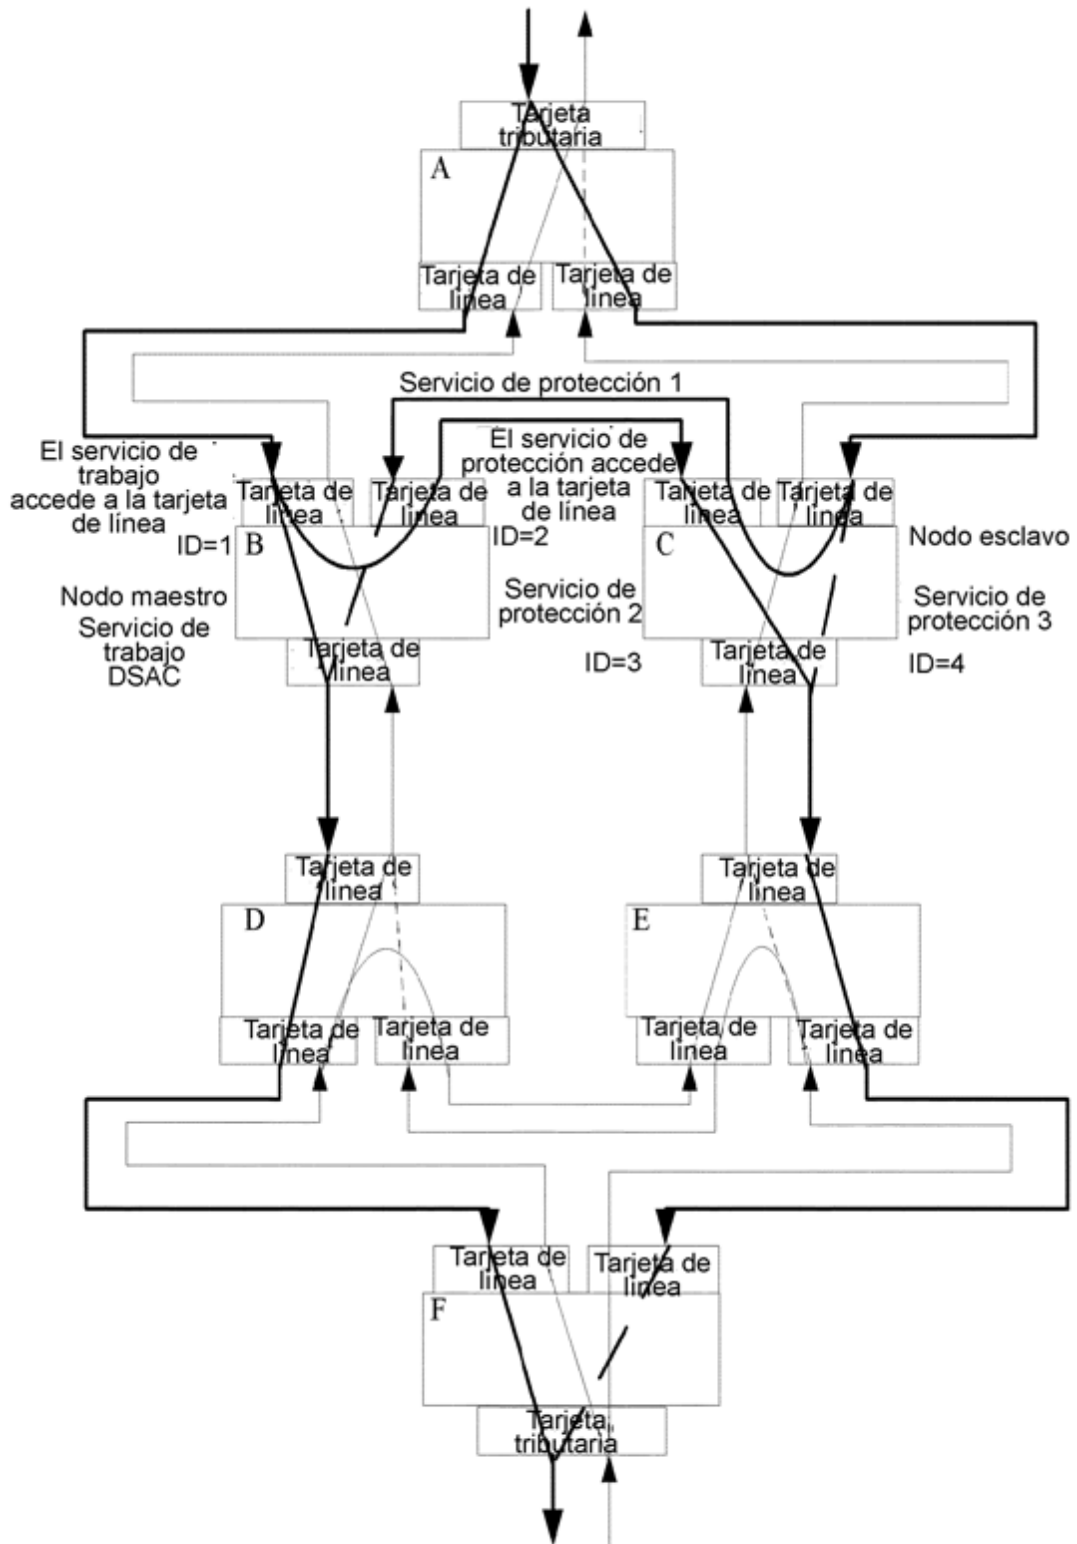 Tarjeta
tributaria
A
Tarjeta de
línea
Tarjeta de
línea
Servicio de protección 1
El servicio de
trabajo
accede a la tarjeta
de línea
El servicio de
protección accede
a la tarjeta
de línea
Tarjeta de
línea
Tarjeta de
línea
Tarjeta de
línea
Tarjeta de
línea
ID=1
B
ID=2
C
Nodo esclavo
Nodo maestro
Servicio de
trabajo
DSAC
Servicio de
protección 2
Servicio de
protección 3
Tarjeta de
línea
ID=3
Tarjeta de
línea
ID=4
Tarjeta de
línea
Tarjeta de
línea
D
E
Tarjeta de
línea
Tarjeta de
línea
Tarjeta de
línea
Tarjeta de
línea
Tarjeta de
línea
Tarjeta de
línea
F
Tarjeta
tributaria